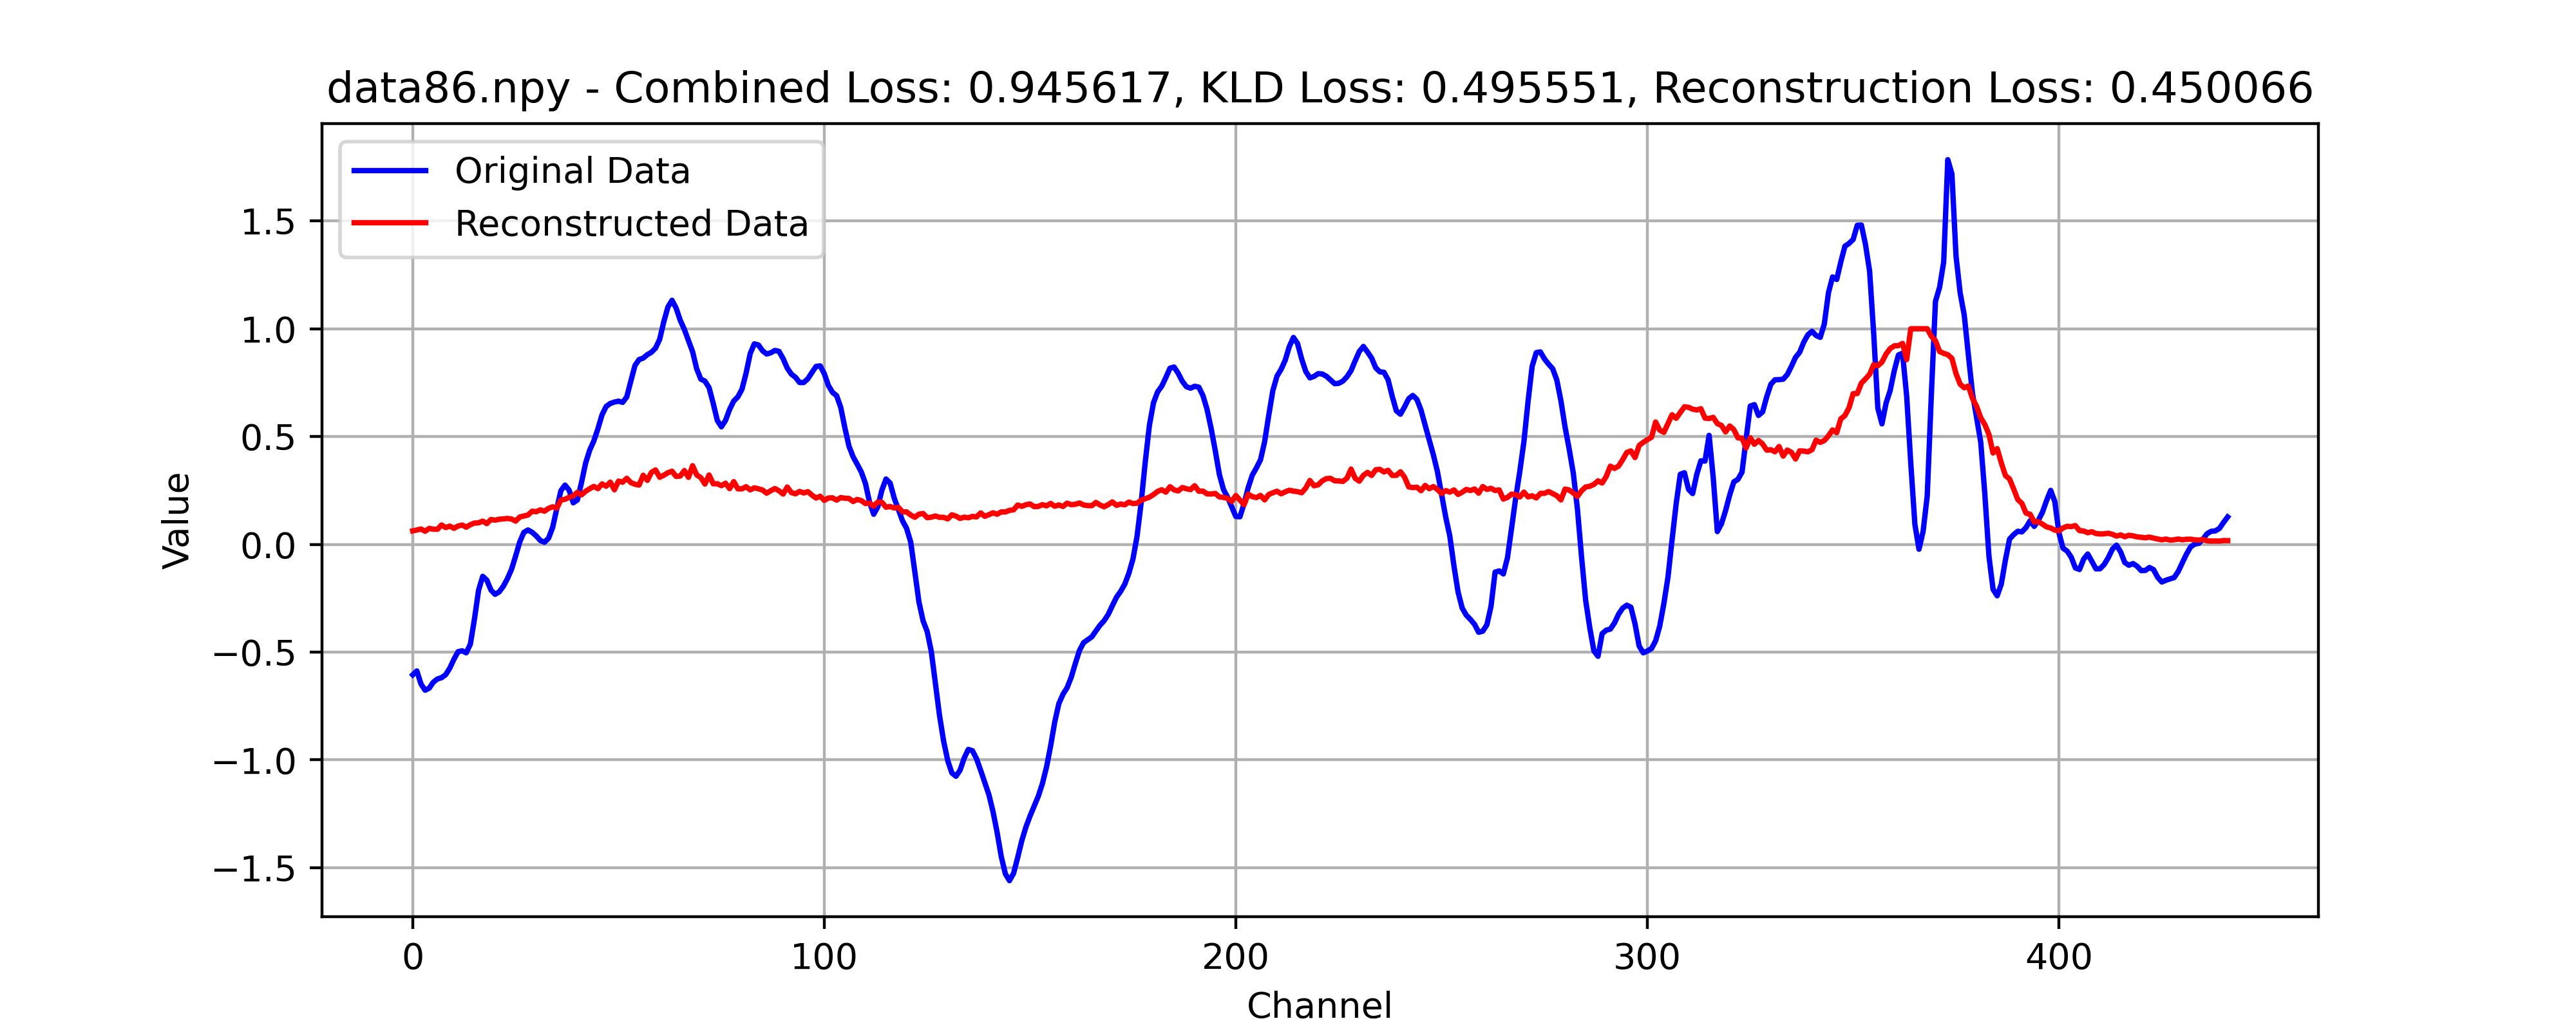 data86.npy - Combined Loss: 0.945617, KLD Loss: 0.495551, Reconstruction Loss: 0.450066
Original Data
Reconstructed Data
1.5
1.0
0.5
0.0
−0.5
−1.0
−1.5
Value
0 100 200 300 400
Channel